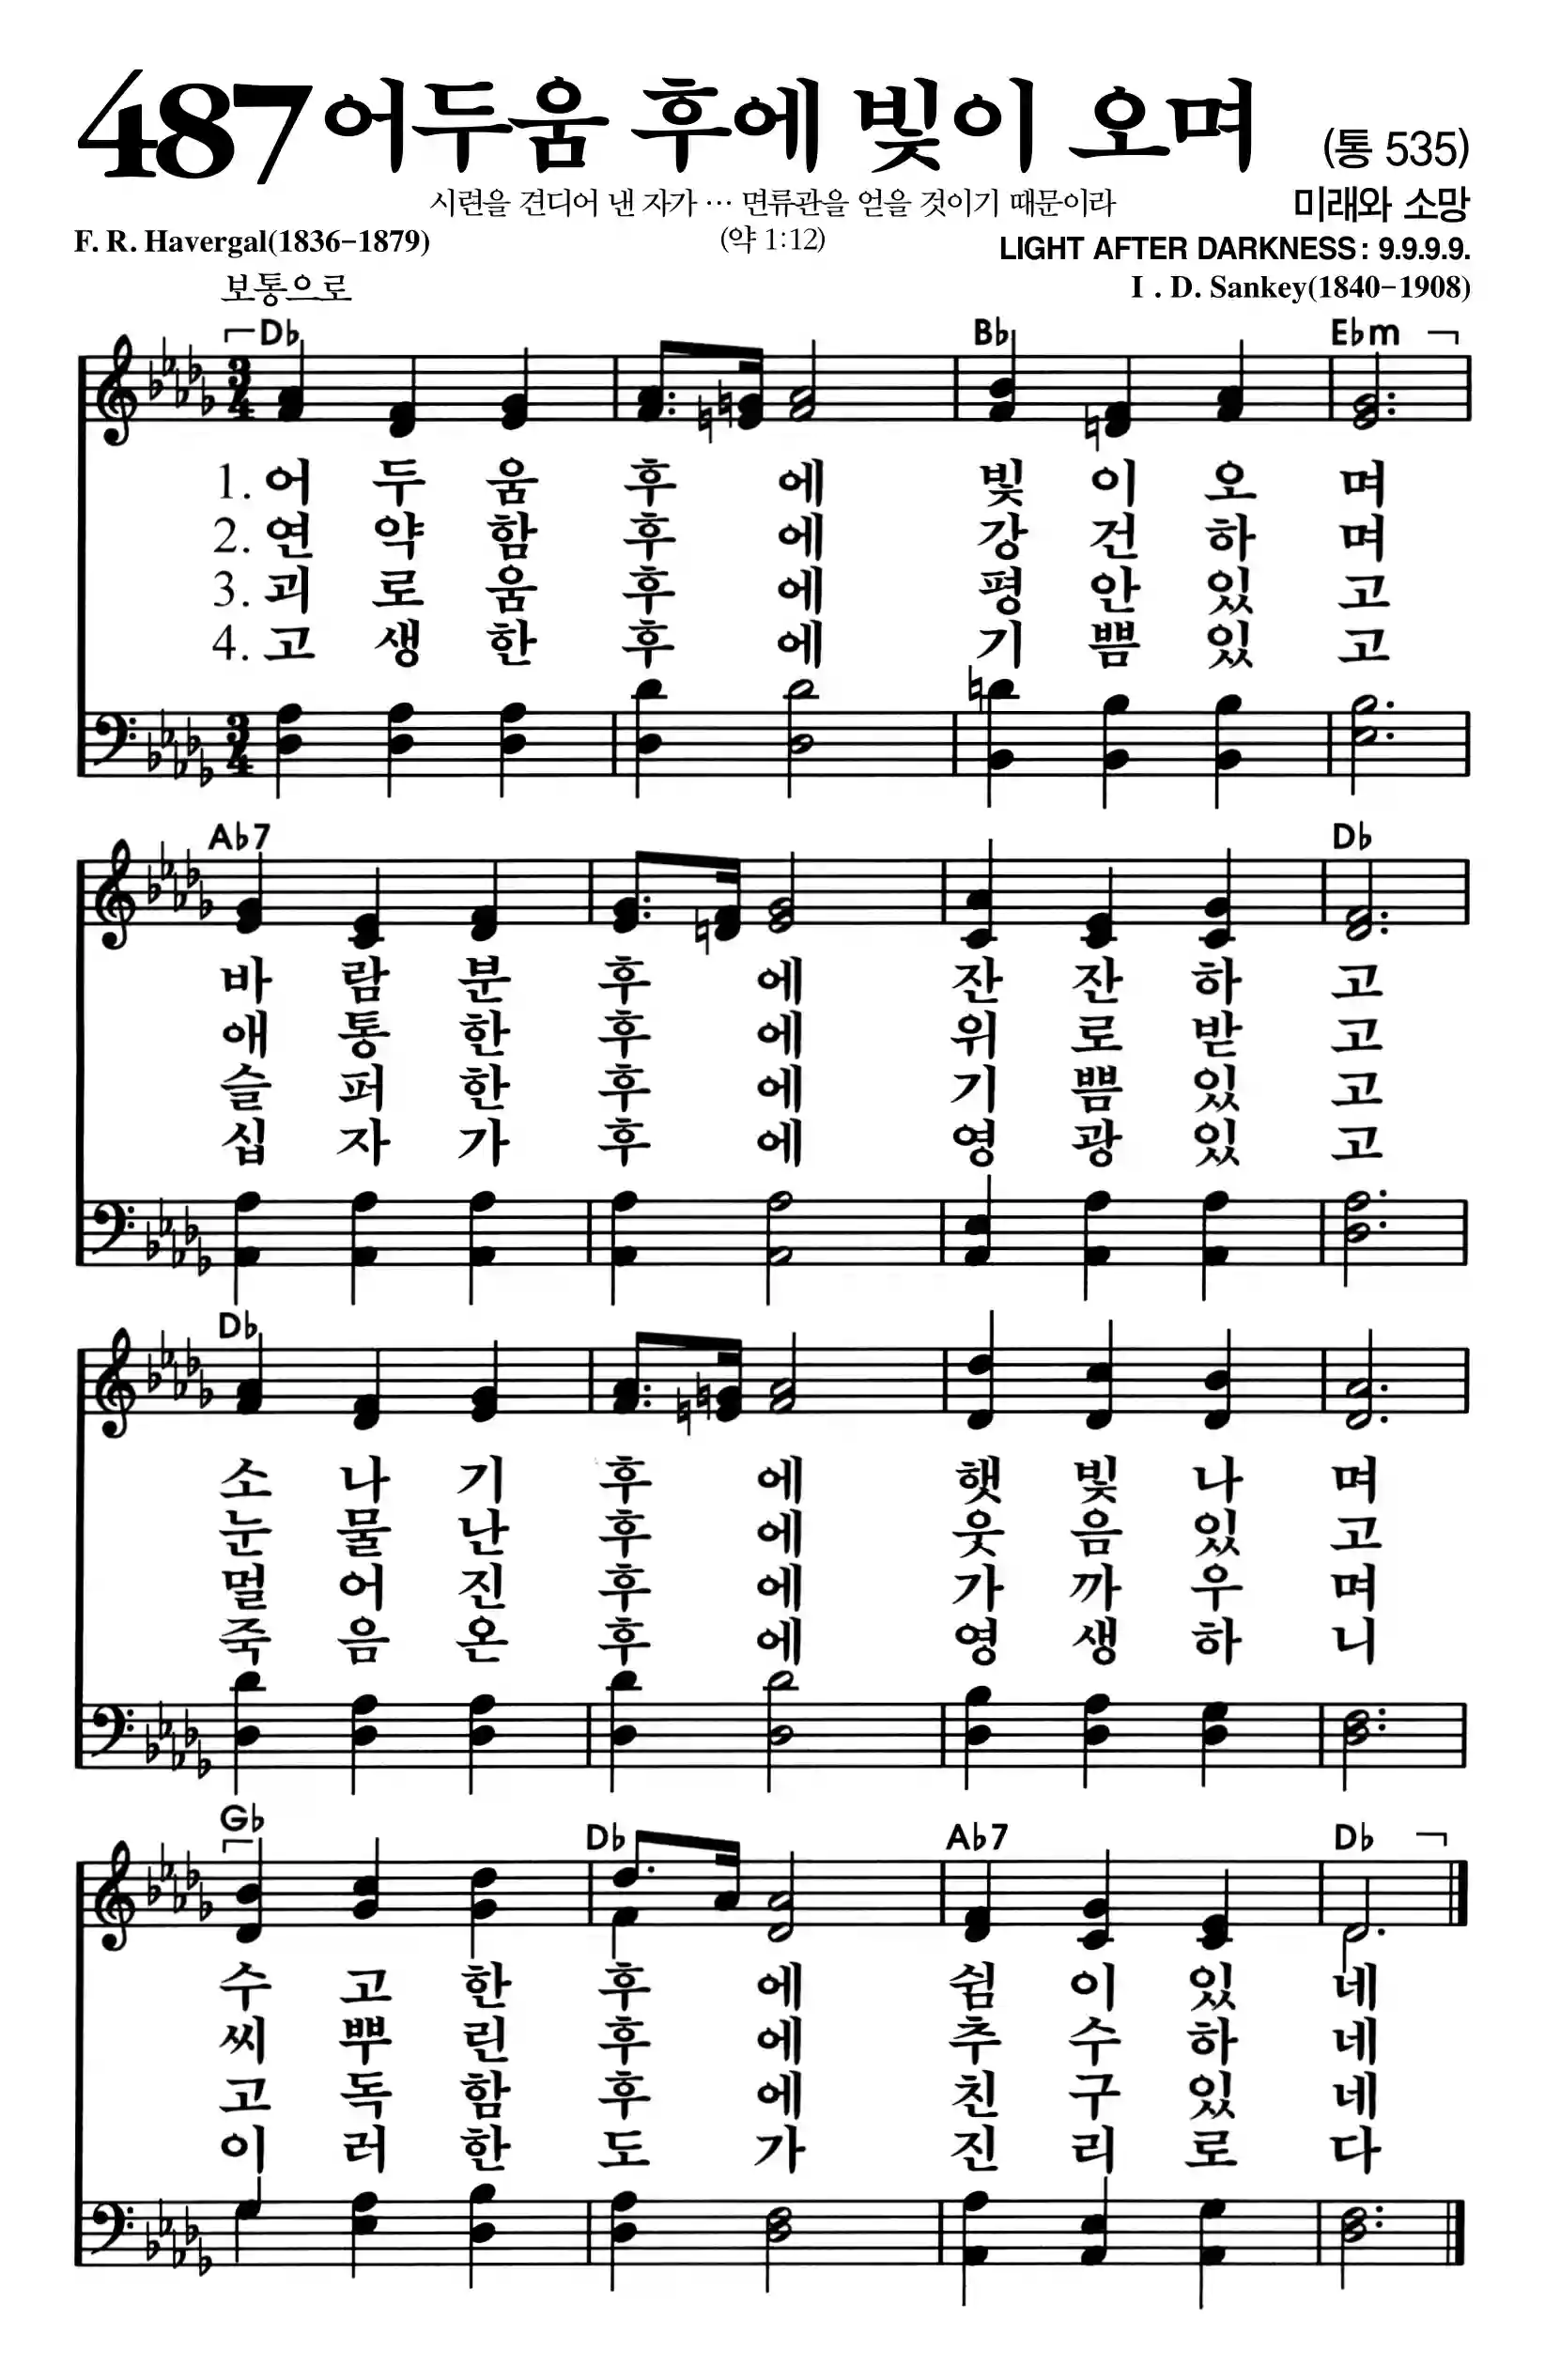 487 어두움 후에 빛이 오며 (통 535)
시련을 견디어 낸 자가 … 면류관을 얻을 것이기 때문이라 미래와 소망
F. R. Havergal(1836-1879) (약 1:12) LIGHT AFTER DARKNESS: 9.9.9.9.
보통으로 I . D. Sankey(1840-1908)
D♭ B♭ E♭m
3 4
1. 어 두 움 후 에 빛 이 오 며
2. 연 약 함 후 에 강 건 하 며
3. 괴 로 움 후 에 평 안 있 고
4. 고 생 한 후 에 기 쁨 있 고
3 4
A♭7 D♭
바 람 분 후 에 잔 잔 하 고
애 통 한 후 에 위 로 받 고
슬 퍼 한 후 에 기 쁨 있 고
십 자 가 후 에 영 광 있 고
D♭
소 나 기 후 에 햇 빛 나 며
눈 물 난 후 에 웃 음 있 고
멀 어 진 후 에 가 까 우 며
죽 음 온 후 에 영 생 하 니
G♭ D♭ A♭7 D♭
수 고 한 후 에 쉼 이 있 네
씨 뿌 린 후 에 추 수 하 네
고 독 함 후 에 친 구 있 네
이 러 한 도 가 진 리 로 다